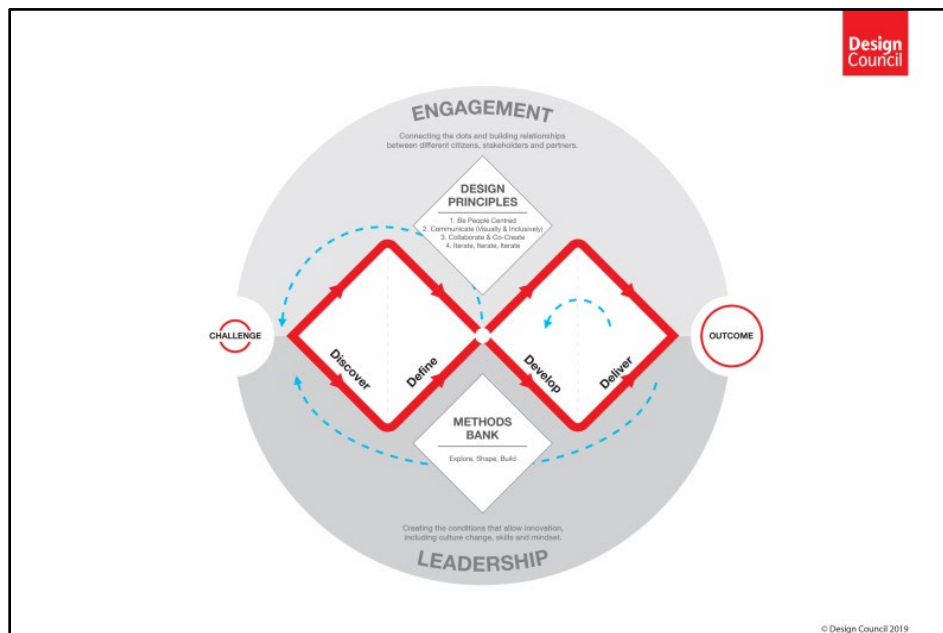 Design
Council
ENGAGEMENT
Connecting the dots and building relationships
between different citizens, stakeholders and partners.
DESIGN
PRINCIPLES
1. Be People Centred
2. Communicate (Visually & Inclusively)
3. Collaborate & Co-Create
4. Iterate, Iterate, Iterate
CHALLENGE
OUTCOME
Discover
Define
Develop
Deliver
METHODS
BANK
Explore, Shape, Build
Creating the conditions that allow innovation,
including culture change, skills and mindset.
LEADERSHIP
© Design Council 2019